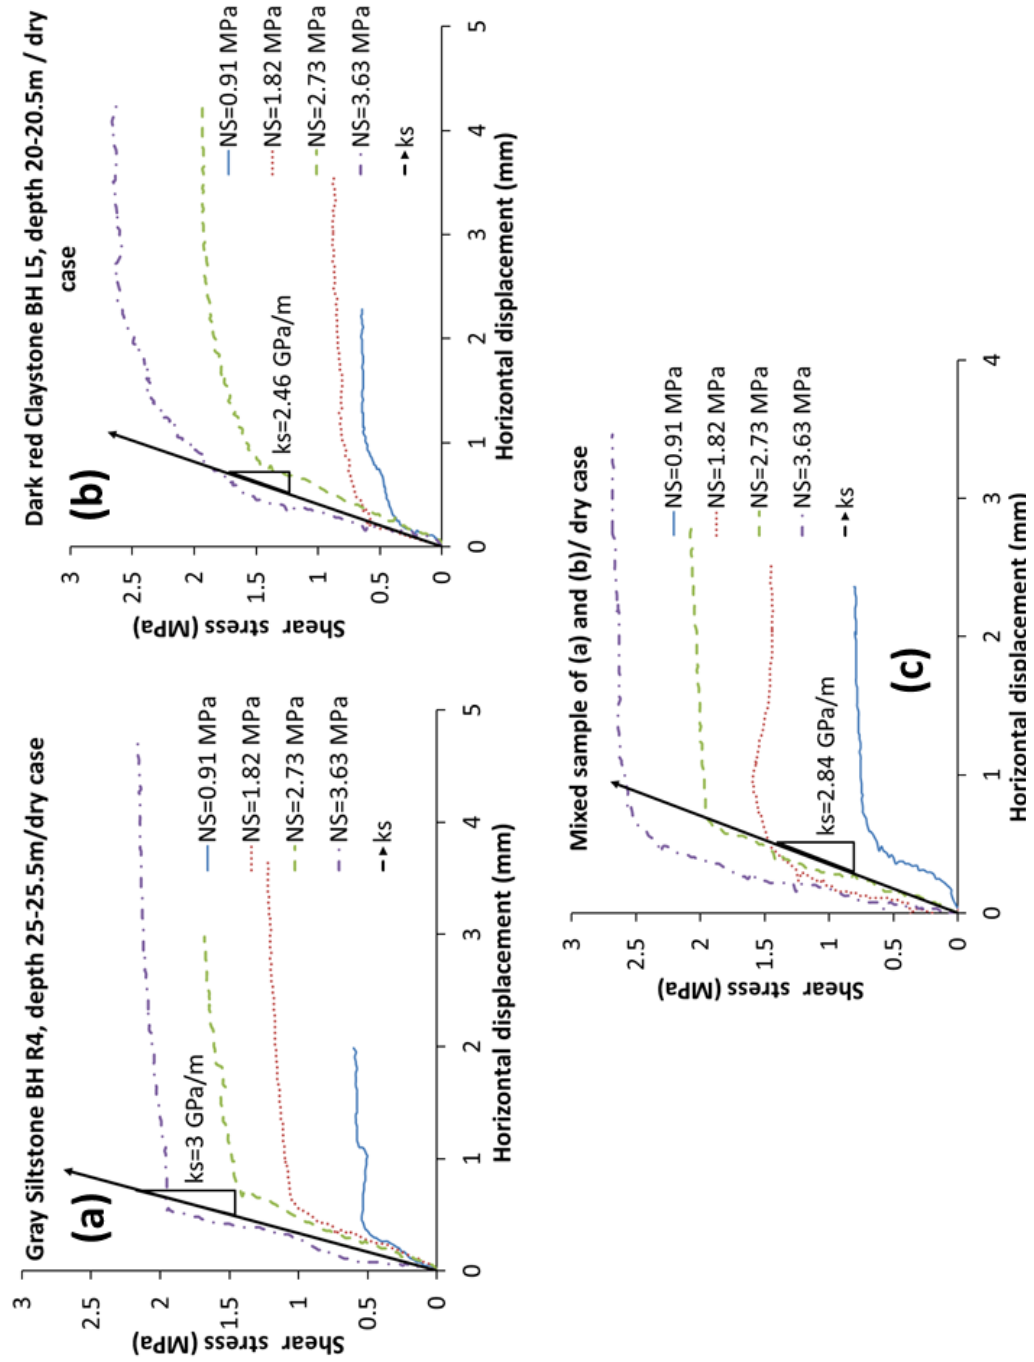 Gray Siltstone BH R4, depth 25-25.5m/dry case
(a)
3
2.5
2
1.5
1
0.5
0
Shear stress (MPa)
0
1
2
3
4
5
Horizontal displacement (mm)
ks=3 GPa/m
NS=0.91 MPa
NS=1.82 MPa
NS=2.73 MPa
NS=3.63 MPa
ks
Dark red Claystone BH L5, depth 20-20.5m / dry
case
(b)
3
2.5
2
1.5
1
0.5
0
Shear stress (MPa)
0
1
2
3
4
5
Horizontal displacement (mm)
ks=2.46 GPa/m
NS=0.91 MPa
NS=1.82 MPa
NS=2.73 MPa
NS=3.63 MPa
ks
Mixed sample of (a) and (b)/ dry case
3
2.5
2
1.5
1
0.5
0
Shear stress (MPa)
0
1
2
3
4
Horizontal displacement (mm)
ks=2.84 GPa/m
(c)
NS=0.91 MPa
NS=1.82 MPa
NS=2.73 MPa
NS=3.63 MPa
ks